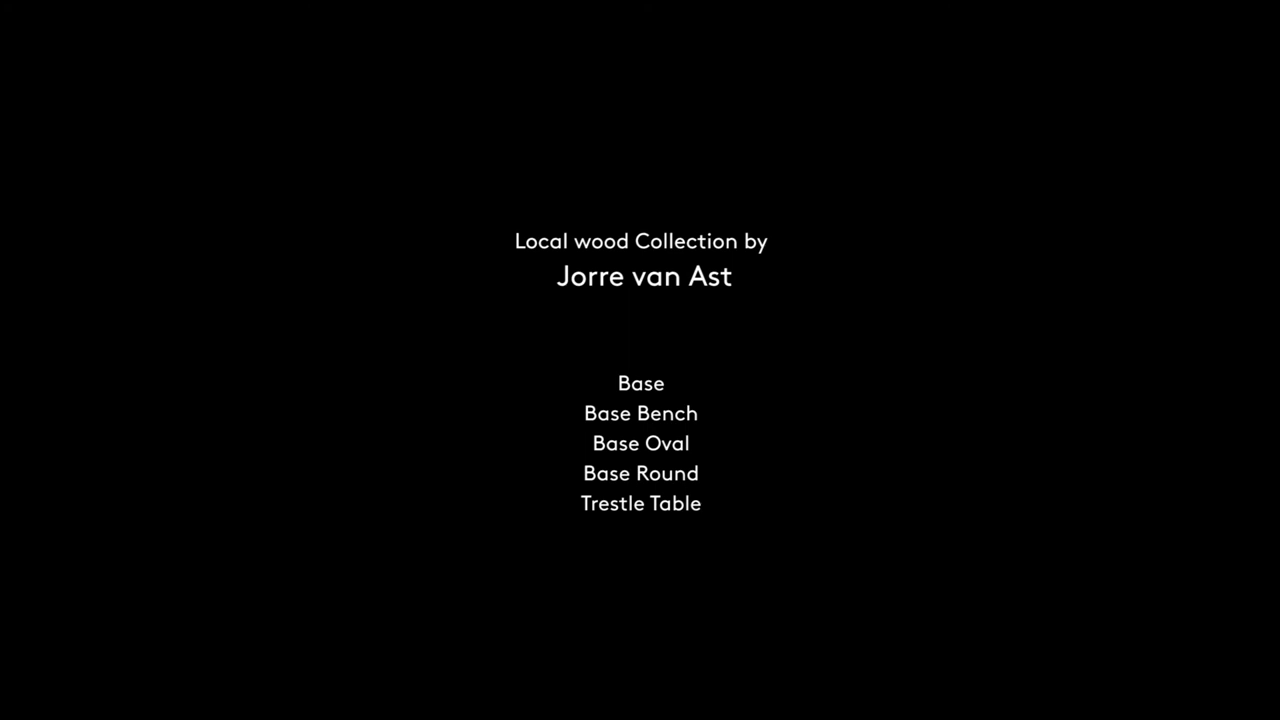 Local wood Collection by
Jorre van Ast
Base
Base Bench
Base Oval
Base Round
Trestle Table